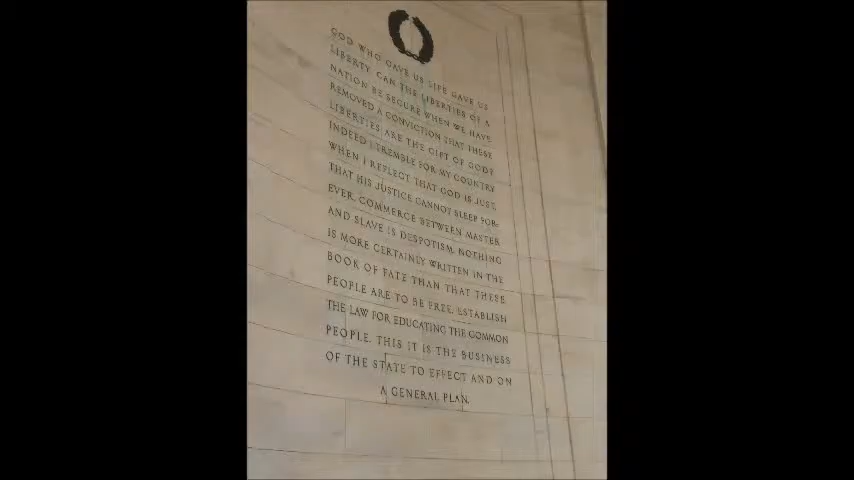 GOD WHO GAVE US LIFE GAVE US
LIBERTY. CAN THE LIBERTIES OF A
NATION BE SECURE WHEN WE HAVE
REMOVED A CONVICTION THAT THESE
LIBERTIES ARE THE GIFT OF GOD?
INDEED I TREMBLE FOR MY COUNTRY
WHEN I REFLECT THAT GOD IS JUST,
THAT HIS JUSTICE CANNOT SLEEP FOR-
EVER. COMMERCE BETWEEN MASTER
AND SLAVE IS DESPOTISM. NOTHING
IS MORE CERTAINLY WRITTEN IN THE
BOOK OF FATE THAN THAT THESE
PEOPLE ARE TO BE FREE. ESTABLISH
THE LAW FOR EDUCATING THE COMMON
PEOPLE. THIS IT IS THE BUSINESS
OF THE STATE TO EFFECT AND ON
A GENERAL PLAN.